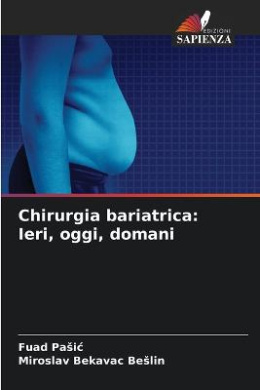 EDIZIONI
SAPIENZA
Chirurgia bariatrica:
Ieri, oggi, domani
Fuad Pašić
Miroslav Bekavac Bešlin